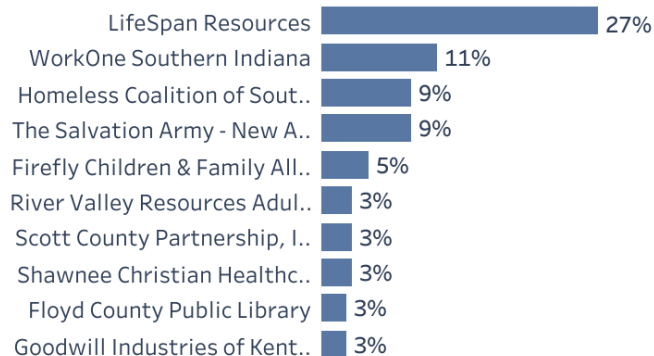 LifeSpan Resources 27%
WorkOne Southern Indiana 11%
Homeless Coalition of Sout.. 9%
The Salvation Army - New A.. 9%
Firefly Children & Family All.. 5%
River Valley Resources Adul.. 3%
Scott County Partnership, I.. 3%
Shawnee Christian Healthc.. 3%
Floyd County Public Library 3%
Goodwill Industries of Kent.. 3%